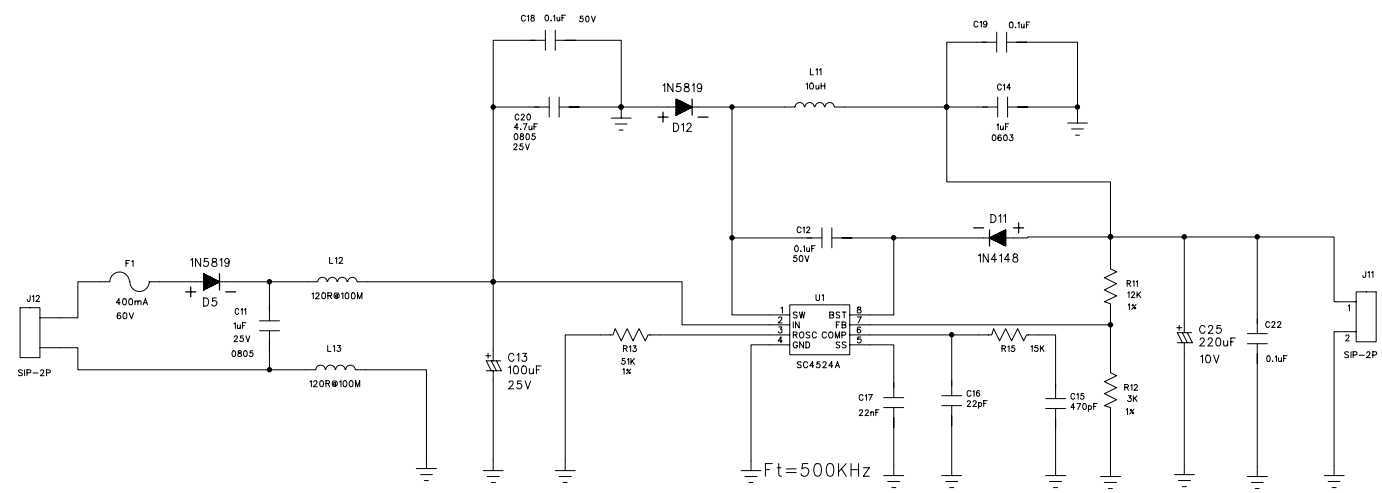 C18 0.1uF 50V
C20
4.7uF
0805
25V
1N5819
+ -
D12
L11
10uH
C19 0.1uF
C14
1uF
0603
C12
0.1uF
50V
D11
- +
1N4148
J12
SIP-2P
F1
400mA
60V
1N5819
+ -
D5
C11
1uF
25V
0805
L12
120R@100M
L13
120R@100M
+
C13
100uF
25V
R13
51K
1%
U1
1 SW BST 8
2 IN FB 7
3 ROSC COMP 6
4 GND SS 5
SC4524A
R15 15K
C17
22nF
C16
22pF
C15
470pF
R11
12K
1%
R12
3K
1%
+
C25
220uF
10V
C22
0.1uF
J11
1
2
SIP-2P
Ft=500KHz